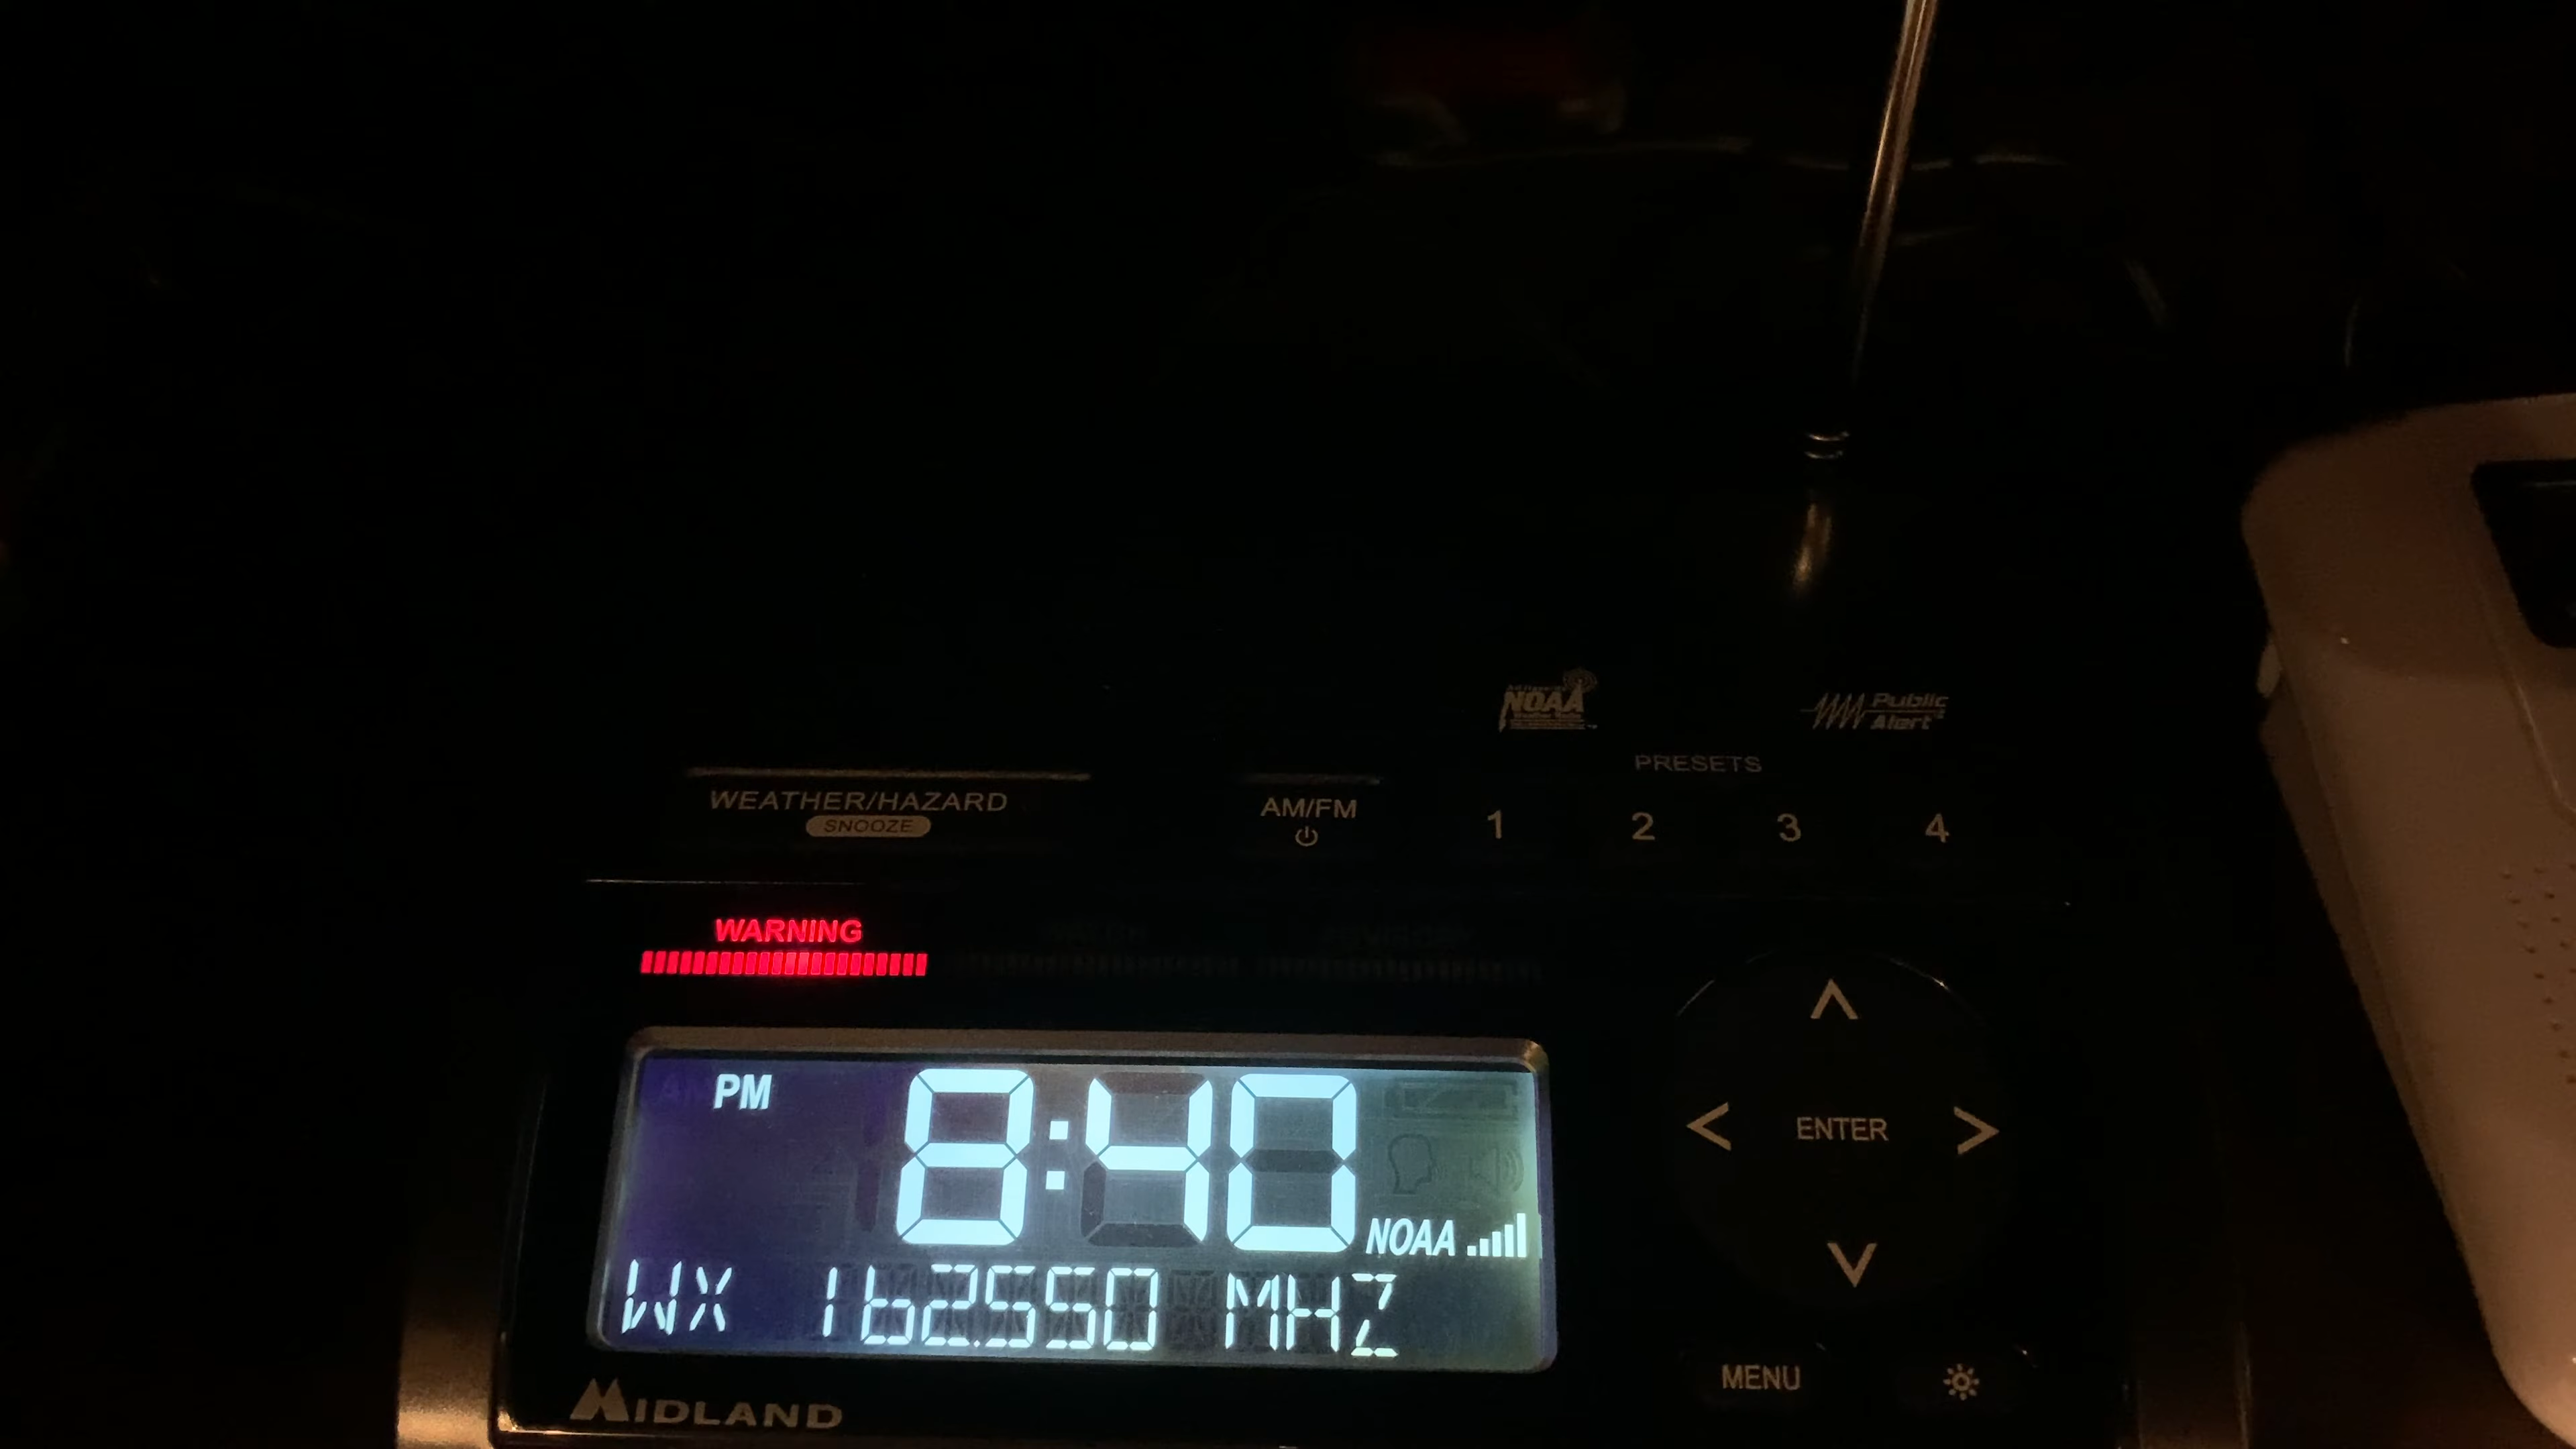 NOAA
Public
Alert
PRESETS
WEATHER/HAZARD
SNOOZE
AM/FM
1 2 3 4
WARNING
PM 8:40
NOAA
WX 162.550 MHZ
ENTER
MENU
MIDLAND